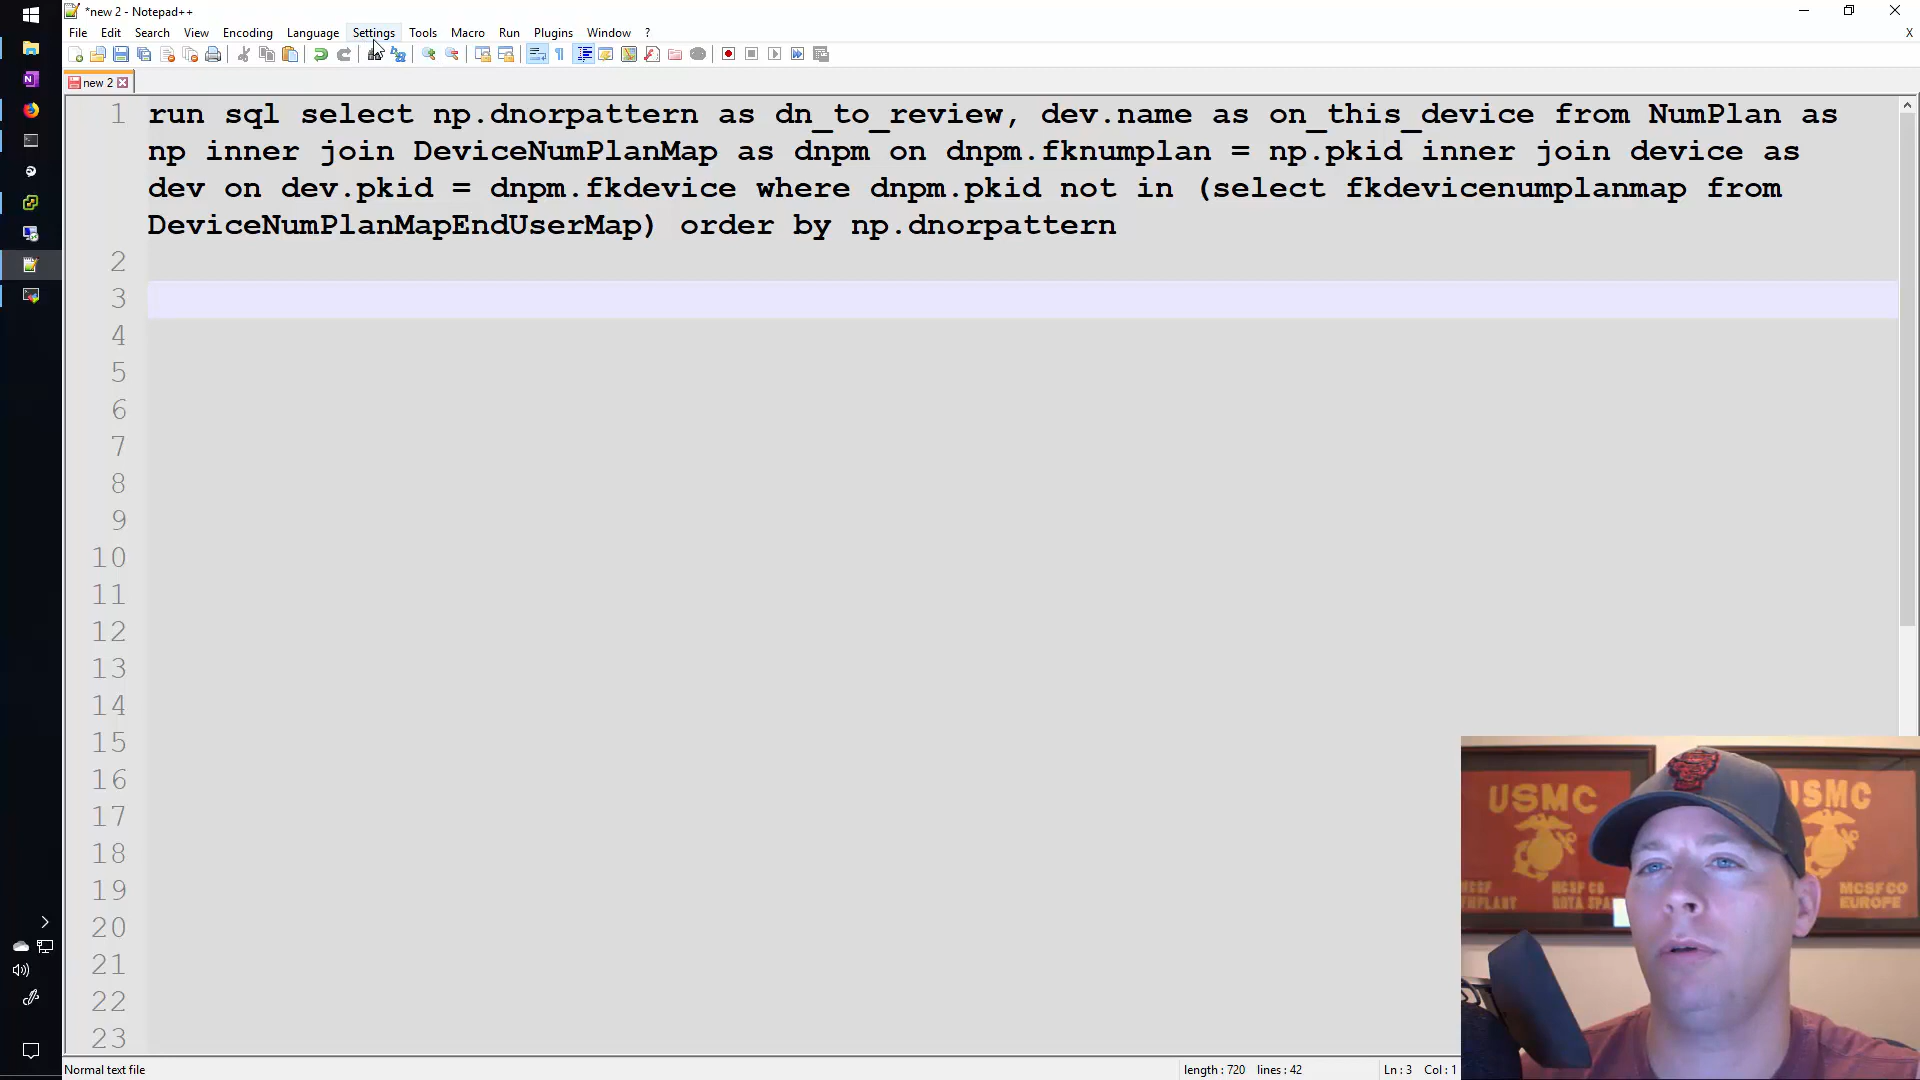 *new 2 - Notepad++
File Edit Search View Encoding Language Settings Tools Macro Run Plugins Window ? X
new 2
1 run sql select np.dnorpattern as dn_to_review, dev.name as on_this_device from NumPlan as
np inner join DeviceNumPlanMap as dnpm on dnpm.fknumplan = np.pkid inner join device as
dev on dev.pkid = dnpm.fkdevice where dnpm.pkid not in (select fkdevicenumplanmap from
DeviceNumPlanMapEndUserMap) order by np.dnorpattern
2
3
4
5
6
7
8
9
10
11
12
13
14
15
16
17
18
19
20
21
22
23
USMC
USMC
MCSF CO
ROTA SPA
MCSF CO
EUROPE
Normal text file length : 720 lines : 42 Ln : 3 Col : 1